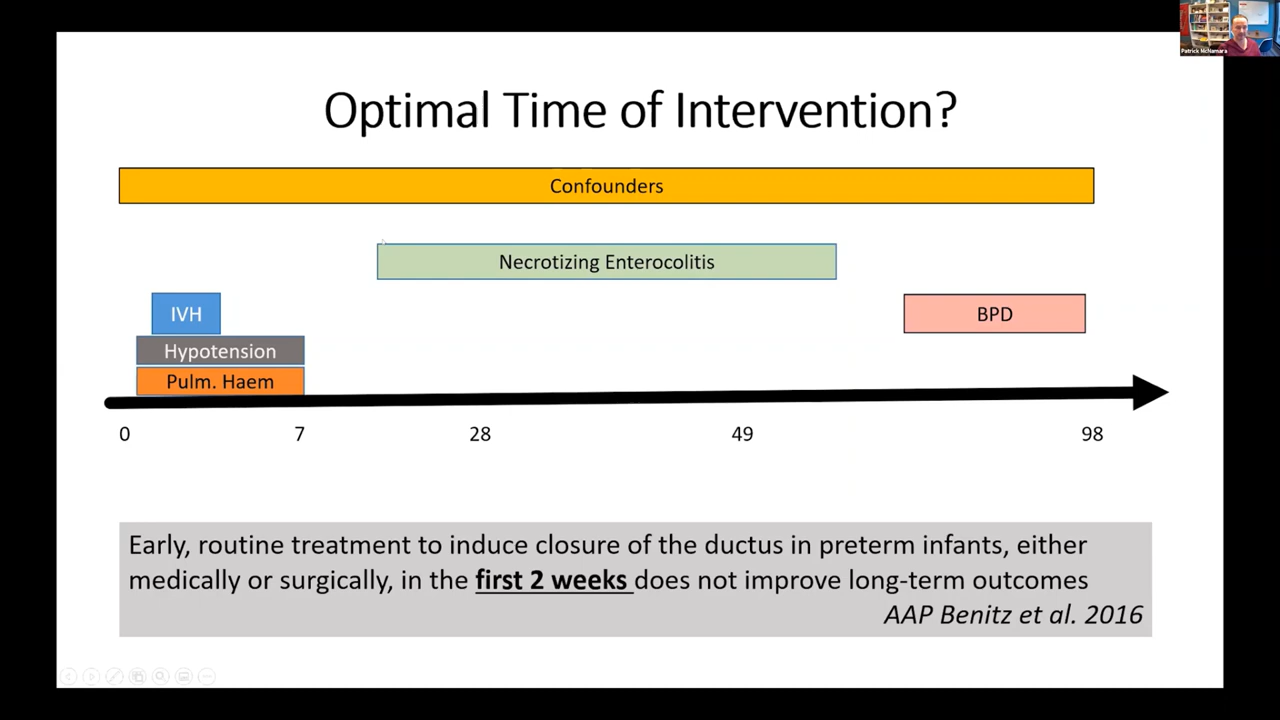 Patrick McNamara
Optimal Time of Intervention?
Confounders
Necrotizing Enterocolitis
IVH
BPD
Hypotension
Pulm. Haem
0 7 28 49 98
Early, routine treatment to induce closure of the ductus in preterm infants, either
medically or surgically, in the first 2 weeks does not improve long-term outcomes
AAP Benitz et al. 2016